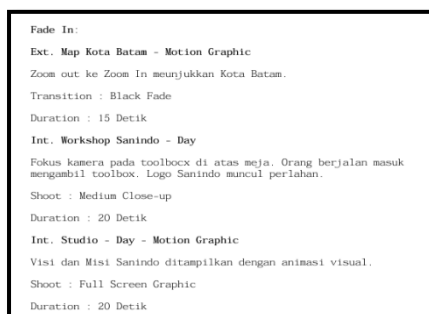 Fade In:
Ext. Map Kota Batam - Motion Graphic
Zoom out ke Zoom In meunjukkan Kota Batam.
Transition : Black Fade
Duration : 15 Detik
Int. Workshop Sanindo - Day
Fokus kamera pada toolbocx di atas meja. Orang berjalan masuk
mengambil toolbox. Logo Sanindo muncul perlahan.
Shoot : Medium Close-up
Duration : 20 Detik
Int. Studio - Day - Motion Graphic
Visi dan Misi Sanindo ditampilkan dengan animasi visual.
Shoot : Full Screen Graphic
Duration : 20 Detik